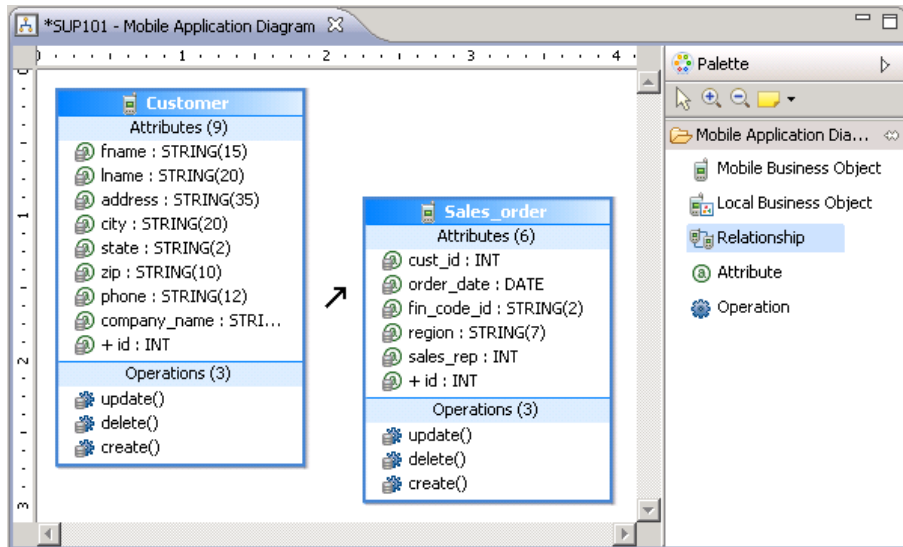 *SUP101 - Mobile Application Diagram
1 2 3 4
Palette
Mobile Application Dia...
Mobile Business Object
Local Business Object
Relationship
Attribute
Operation
0
1
2
3
Customer
Attributes (9)
fname : STRING(15)
lname : STRING(20)
address : STRING(35)
city : STRING(20)
state : STRING(2)
zip : STRING(10)
phone : STRING(12)
company_name : STRI...
+ id : INT
Operations (3)
update()
delete()
create()
Sales_order
Attributes (6)
cust_id : INT
order_date : DATE
fin_code_id : STRING(2)
region : STRING(7)
sales_rep : INT
+ id : INT
Operations (3)
update()
delete()
create()